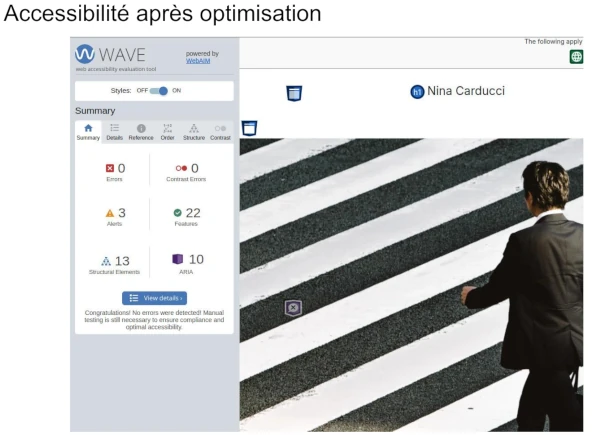 Accessibilité après optimisation
WAVE
web accessibility evaluation tool
powered by
WebAIM
The following apply
Styles: OFF ON
h1 Nina Carducci
Summary
Summary Details Reference Order Structure Contrast
0
Errors
0
Contrast Errors
3
Alerts
22
Features
13
Structural Elements
10
ARIA
View details ›
Congratulations! No errors were detected! Manual
testing is still necessary to ensure compliance and
optimal accessibility.